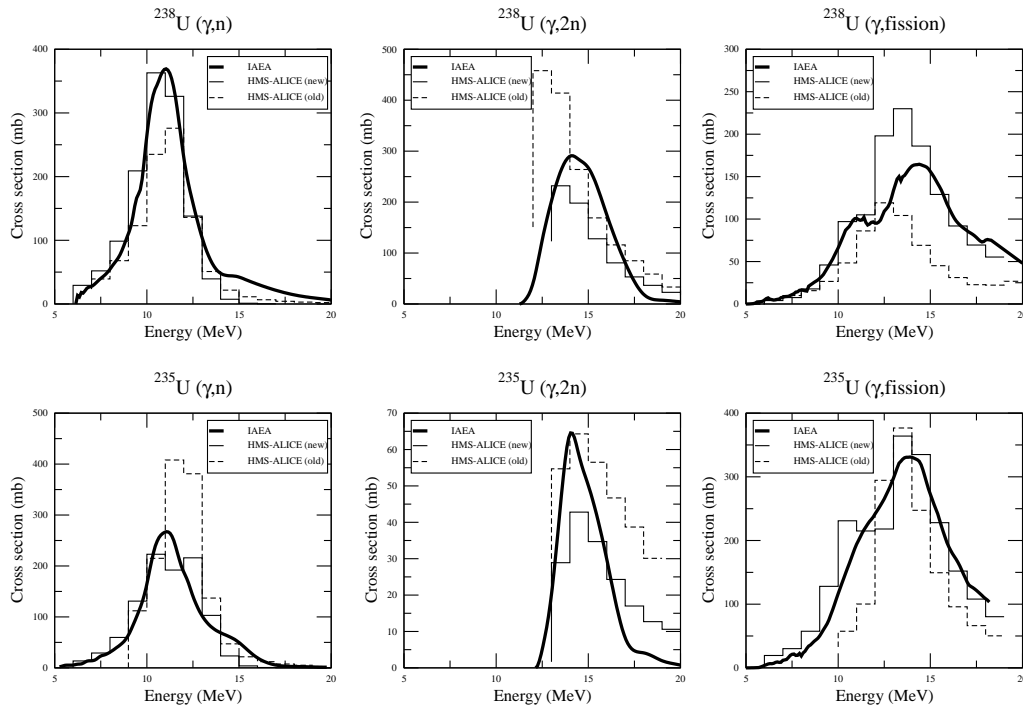 ²³⁸U (γ,n)
400
300
200
100
0
5 10 15 20
Cross section (mb)
Energy (MeV)
IAEA
HMS-ALICE (new)
HMS-ALICE (old)
²³⁸U (γ,2n)
500
400
300
200
100
0
5 10 15 20
Cross section (mb)
Energy (MeV)
IAEA
HMS-ALICE (new)
HMS-ALICE (old)
²³⁸U (γ,fission)
300
250
200
150
100
50
0
5 10 15 20
Cross section (mb)
Energy (MeV)
IAEA
HMS-ALICE (new)
HMS-ALICE (old)
²³⁵U (γ,n)
500
400
300
200
100
0
5 10 15 20
Cross section (mb)
Energy (MeV)
IAEA
HMS-ALICE (new)
HMS-ALICE (old)
²³⁵U (γ,2n)
70
60
50
40
30
20
10
0
5 10 15 20
Cross section (mb)
Energy (MeV)
IAEA
HMS-ALICE (new)
HMS-ALICE (old)
²³⁵U (γ,fission)
400
300
200
100
0
5 10 15 20
Cross section (mb)
Energy (MeV)
IAEA
HMS-ALICE (new)
HMS-ALICE (old)